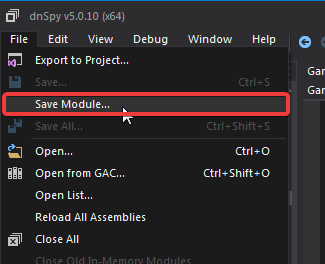 dnSpy v5.0.10 (x64)
File Edit View Debug Window
Export to Project...
Save... Ctrl+S
Save Module...
Save All... Ctrl+Shift+S
Open... Ctrl+O
Open from GAC... Ctrl+Shift+O
Open List...
Reload All Assemblies
Close All
Close Old In-Memory Modules
Gar
Gar